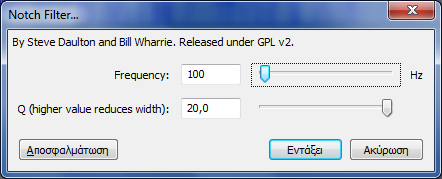 Notch Filter...
By Steve Daulton and Bill Wharrie. Released under GPL v2.
Frequency: 100 Hz
Q (higher value reduces width): 20,0
Αποσφαλμάτωση Εντάξει Ακύρωση